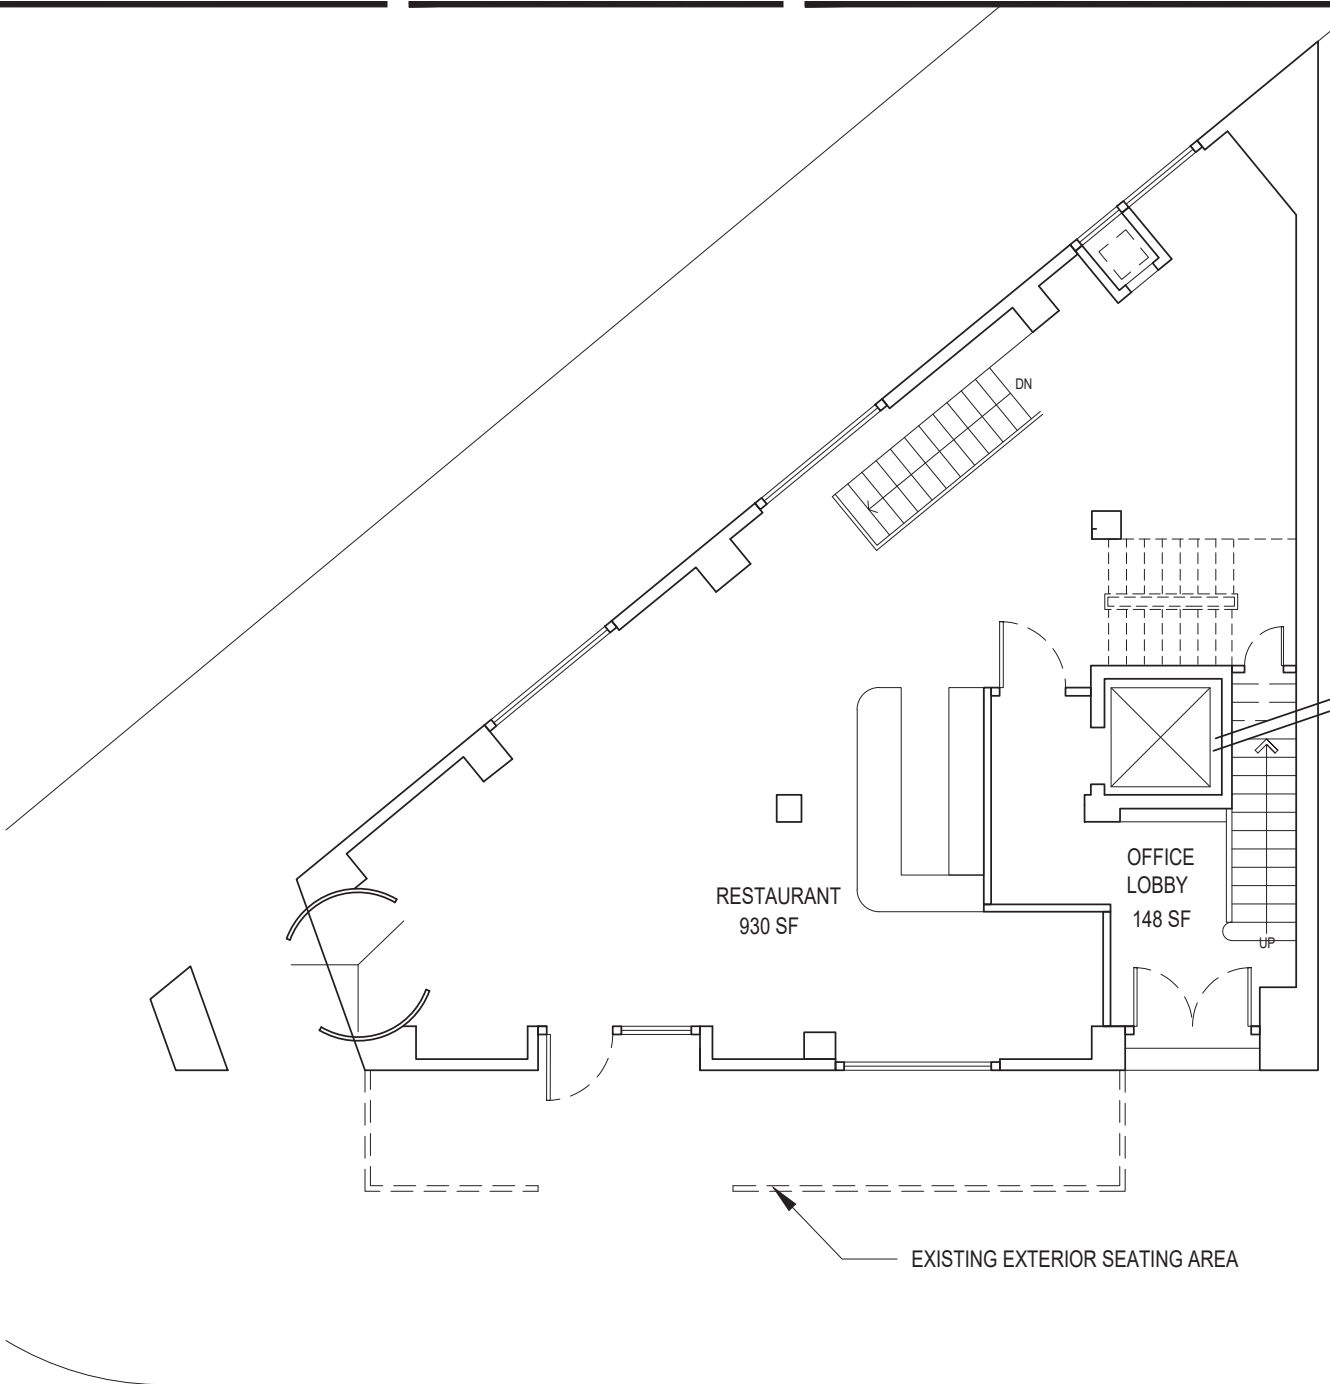 DN
RESTAURANT
930 SF
OFFICE
LOBBY
148 SF
UP
EXISTING EXTERIOR SEATING AREA